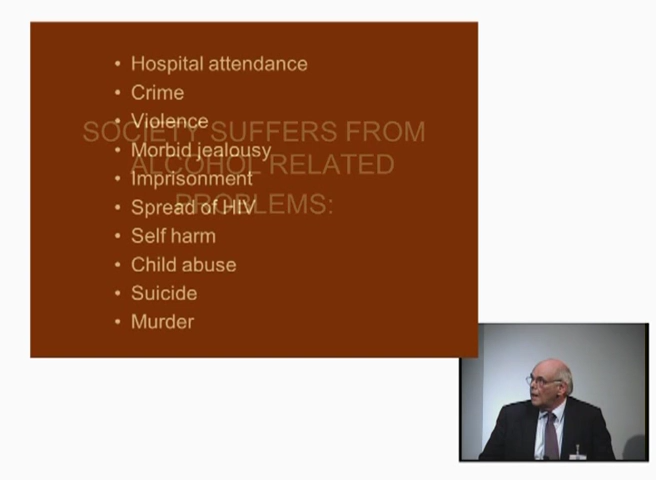 SOCIETY SUFFERS FROM
ALCOHOL RELATED
PROBLEMS:
• Hospital attendance
• Crime
• Violence
• Morbid jealousy
• Imprisonment
• Spread of HIV
• Self harm
• Child abuse
• Suicide
• Murder